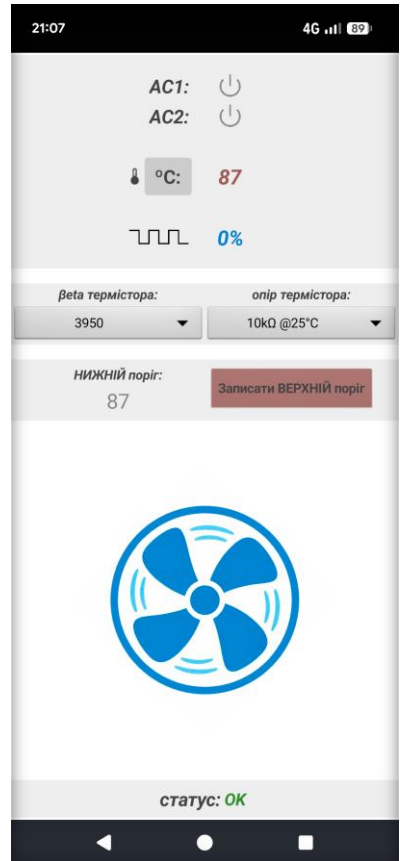 21:07 4G 89
AC1:
AC2:
°C: 87
0%
βeta термістора: опір термістора:
3950 10kΩ @25°C
НИЖНІЙ поріг:
87
Записати ВЕРХНІЙ поріг
статус: OK